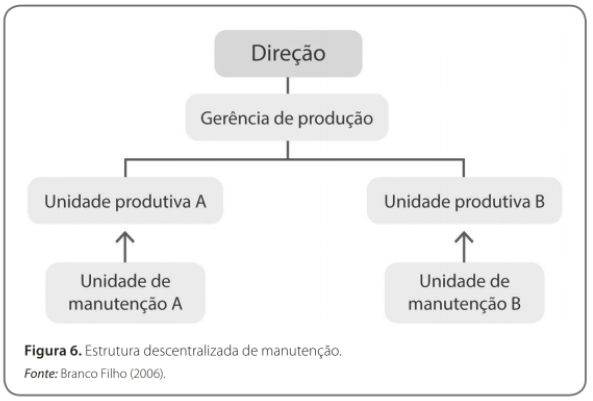 Direção
Gerência de produção
Unidade produtiva A
Unidade produtiva B
Unidade de
manutenção A
Unidade de
manutenção B
Figura 6. Estrutura descentralizada de manutenção.
Fonte: Branco Filho (2006).